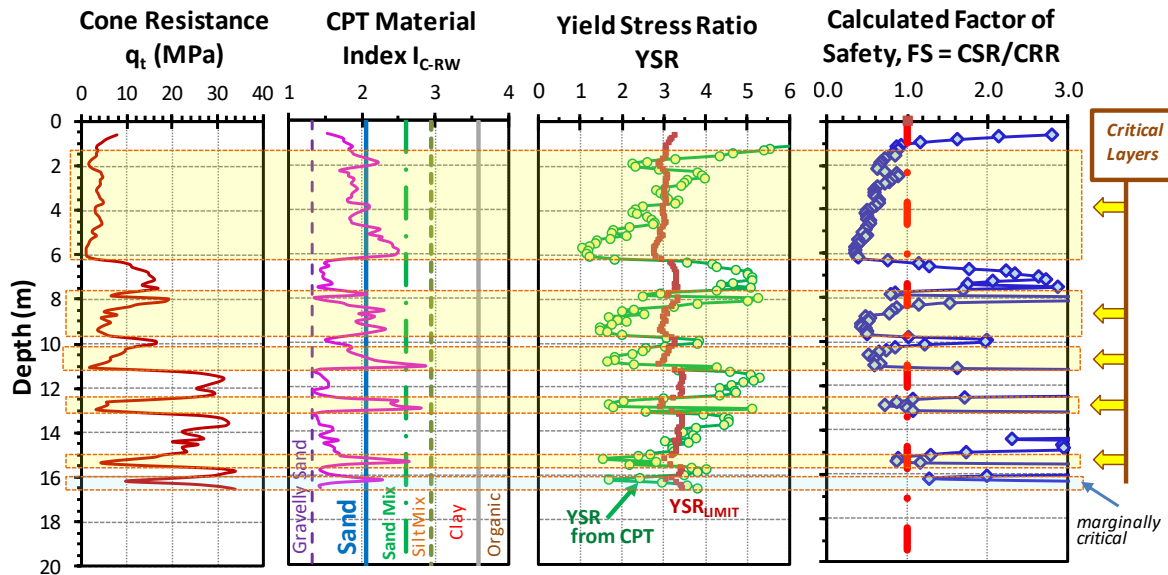 Cone Resistance
qt (MPa)
0 10 20 30 40
CPT Material
Index IC-RW
1 2 3 4
Yield Stress Ratio
YSR
0.0 1 2 3 4 5 6
Calculated Factor of
Safety, FS = CSR/CRR
0.0 1.0 2.0 3.0
Depth (m)
0
2
4
6
8
10
12
14
16
18
20
Gravelly Sand
Sand
Sand Mix
SiltMix
Clay
Organic
YSR
from CPT
YSRLIMIT
Critical
Layers
marginally
critical